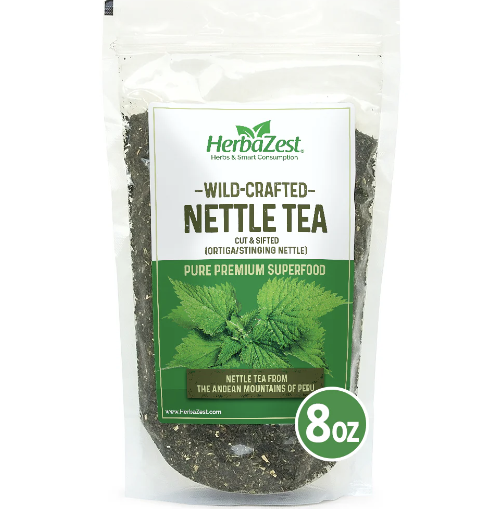 HerbaZest®
Herbs & Smart Consumption
–WILD-CRAFTED–
NETTLE TEA
CUT & SIFTED
(ORTIGA/STINGING NETTLE)
PURE PREMIUM SUPERFOOD
NETTLE TEA FROM
THE ANDEAN MOUNTAINS OF PERU
www.HerbaZest.com
8OZ